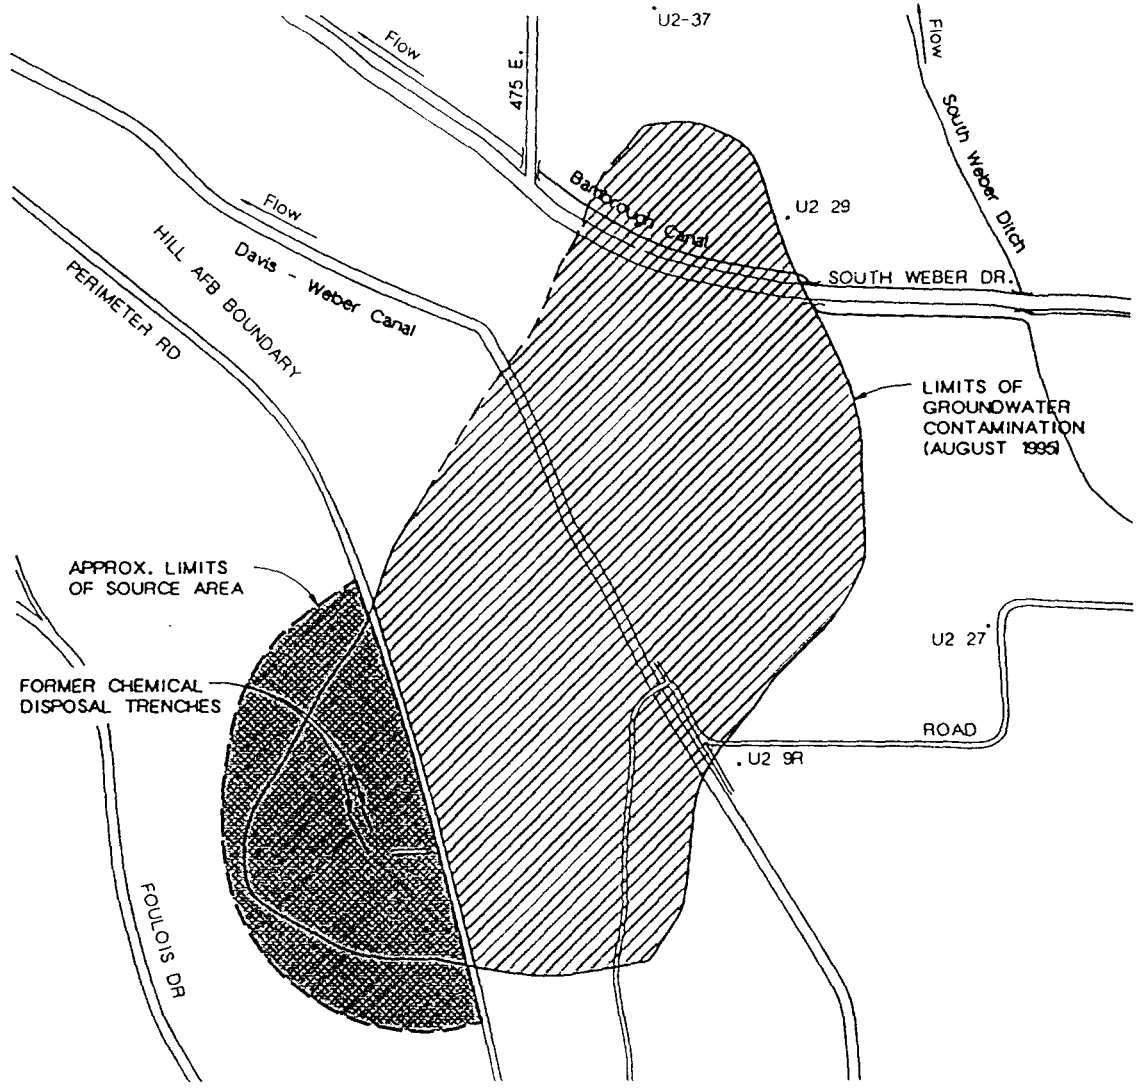 U2-37
Flow
Flow
475 E.
South Weber Ditch
Bambrough Canal
U2 29
Flow
HILL AFB BOUNDARY
Davis - Weber Canal
SOUTH WEBER DR.
PERIMETER RD
LIMITS OF
GROUNDWATER
CONTAMINATION
(AUGUST 1995)
APPROX. LIMITS
OF SOURCE AREA
U2 27
FORMER CHEMICAL
DISPOSAL TRENCHES
ROAD
U2 9R
FOULOIS DR